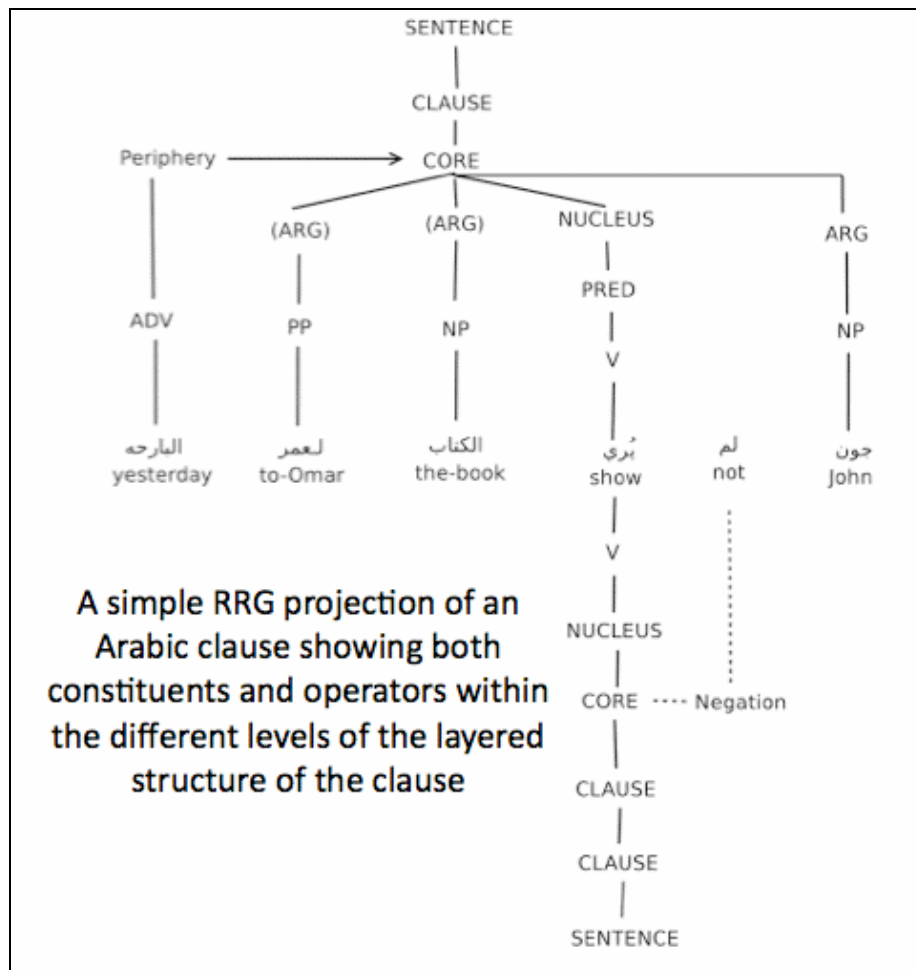 SENTENCE
CLAUSE
Periphery CORE
(ARG) (ARG) NUCLEUS ARG
PRED
ADV PP NP NP
V
البارحه لعمر الكتاب يُري لم جون
yesterday to-Omar the-book show not John
V
A simple RRG projection of an
Arabic clause showing both
constituents and operators within
the different levels of the layered
structure of the clause
NUCLEUS
CORE Negation
CLAUSE
CLAUSE
SENTENCE